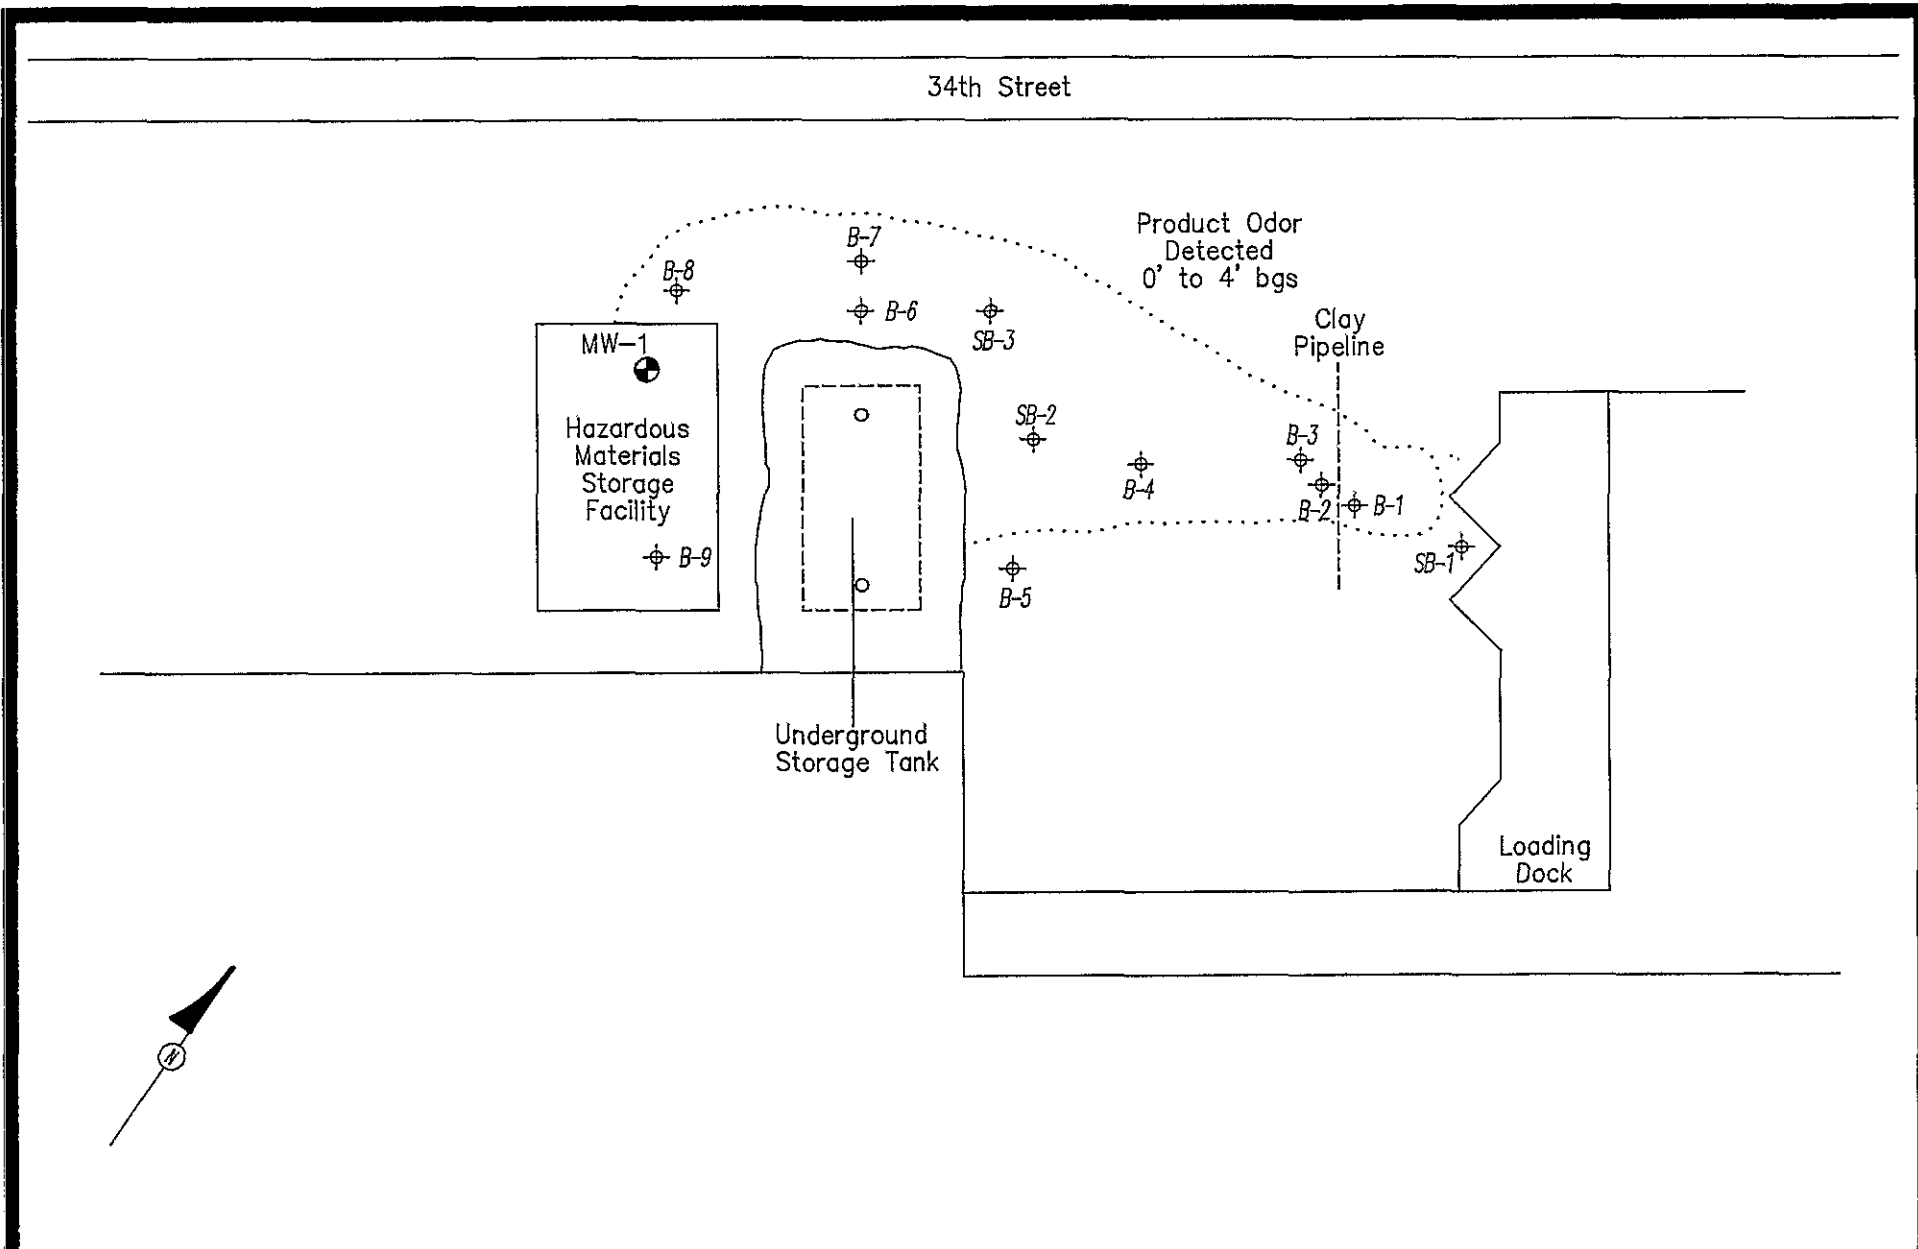 34th Street
Product Odor
Detected
0' to 4' bgs
B-7
B-8
B-6
SB-3
Clay
Pipeline
MW-1
Hazardous
Materials
Storage
Facility
SB-2
B-3
B-4
B-2
B-1
B-9
SB-1
B-5
Underground
Storage Tank
Loading
Dock
N